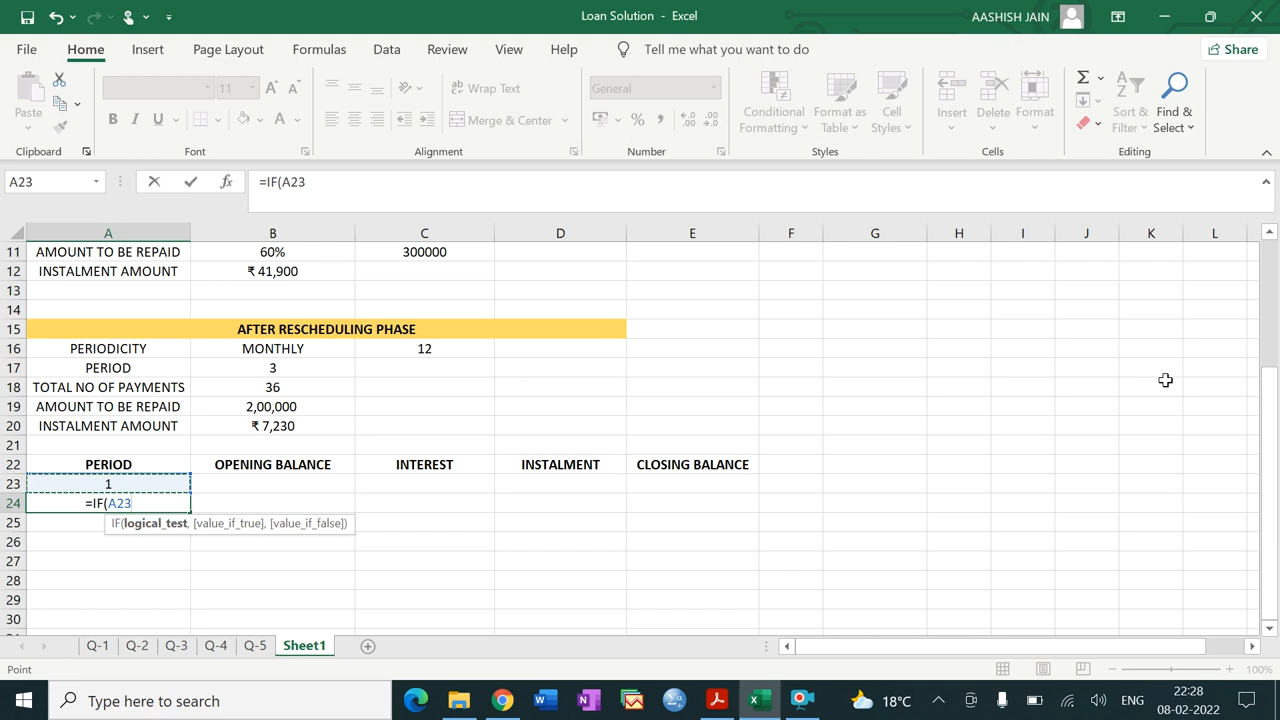 Loan Solution - Excel
AASHISH JAIN
File Home Insert Page Layout Formulas Data Review View Help Tell me what you want to do Share
Paste
11 A A Wrap Text General
B I U A Merge & Center % ,
Conditional Formatting Format as Table Cell Styles
Insert Delete Format
Sort & Filter Find & Select
Clipboard Font Alignment Number Styles Cells Editing
A23 fx =IF(A23
A B C D E F G H I J K L
11 AMOUNT TO BE REPAID 60% 300000
12 INSTALMENT AMOUNT ₹ 41,900
13
14
15 AFTER RESCHEDULING PHASE
16 PERIODICITY MONTHLY 12
17 PERIOD 3
18 TOTAL NO OF PAYMENTS 36
19 AMOUNT TO BE REPAID 2,00,000
20 INSTALMENT AMOUNT ₹ 7,230
21
22 PERIOD OPENING BALANCE INTEREST INSTALMENT CLOSING BALANCE
23 1
24 =IF(A23
25 IF(logical_test, [value_if_true], [value_if_false])
26
27
28
29
30
Q-1 Q-2 Q-3 Q-4 Q-5 Sheet1
Point 100%
Type here to search 18°C ENG 22:28
08-02-2022